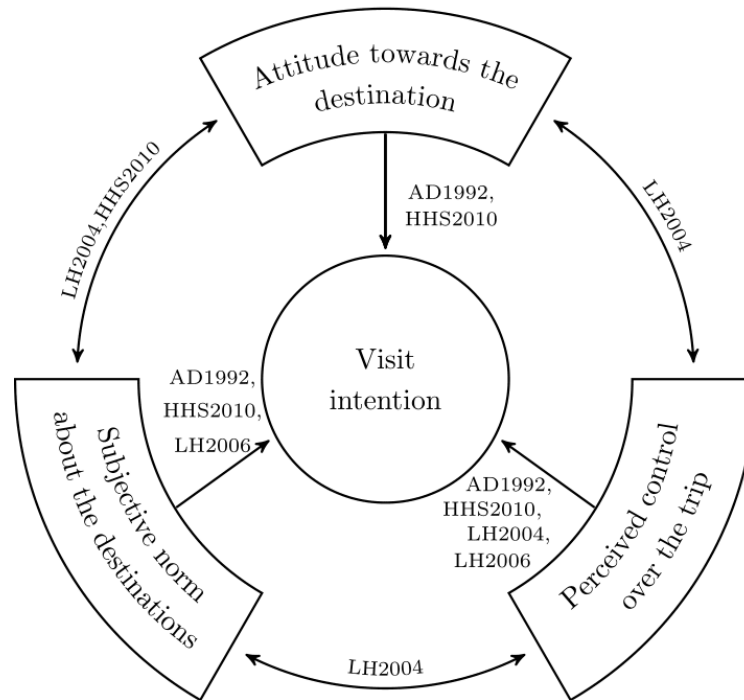 Attitude towards the
destination
LH2004,HHS2010
LH2004
AD1992,
HHS2010
Visit
intention
AD1992,
HHS2010,
LH2006
Subjective norm
about the destinations
AD1992,
HHS2010,
LH2004,
LH2006
Perceived control
over the trip
LH2004